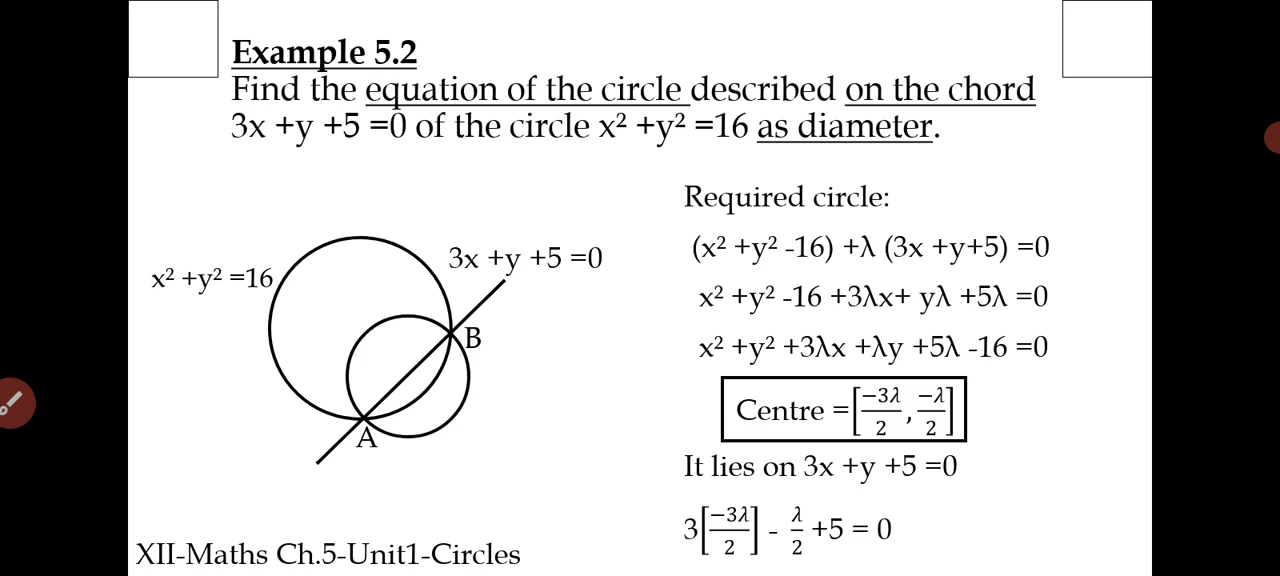 Example 5.2
Find the equation of the circle described on the chord
3x +y +5 =0 of the circle x² +y² =16 as diameter.
x² +y² =16
3x +y +5 =0
B
A
Required circle:
(x² +y² -16) +λ (3x +y+5) =0
x² +y² -16 +3λx+ yλ +5λ =0
x² +y² +3λx +λy +5λ -16 =0
Centre =[−3λ/2, −λ/2]
It lies on 3x +y +5 =0
3[−3λ/2] - λ/2 +5 = 0
XII-Maths Ch.5-Unit1-Circles